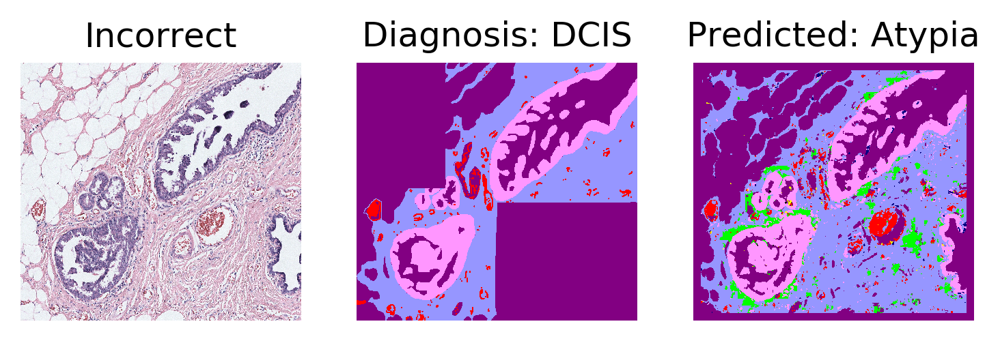 Incorrect
Diagnosis: DCIS
Predicted: Atypia